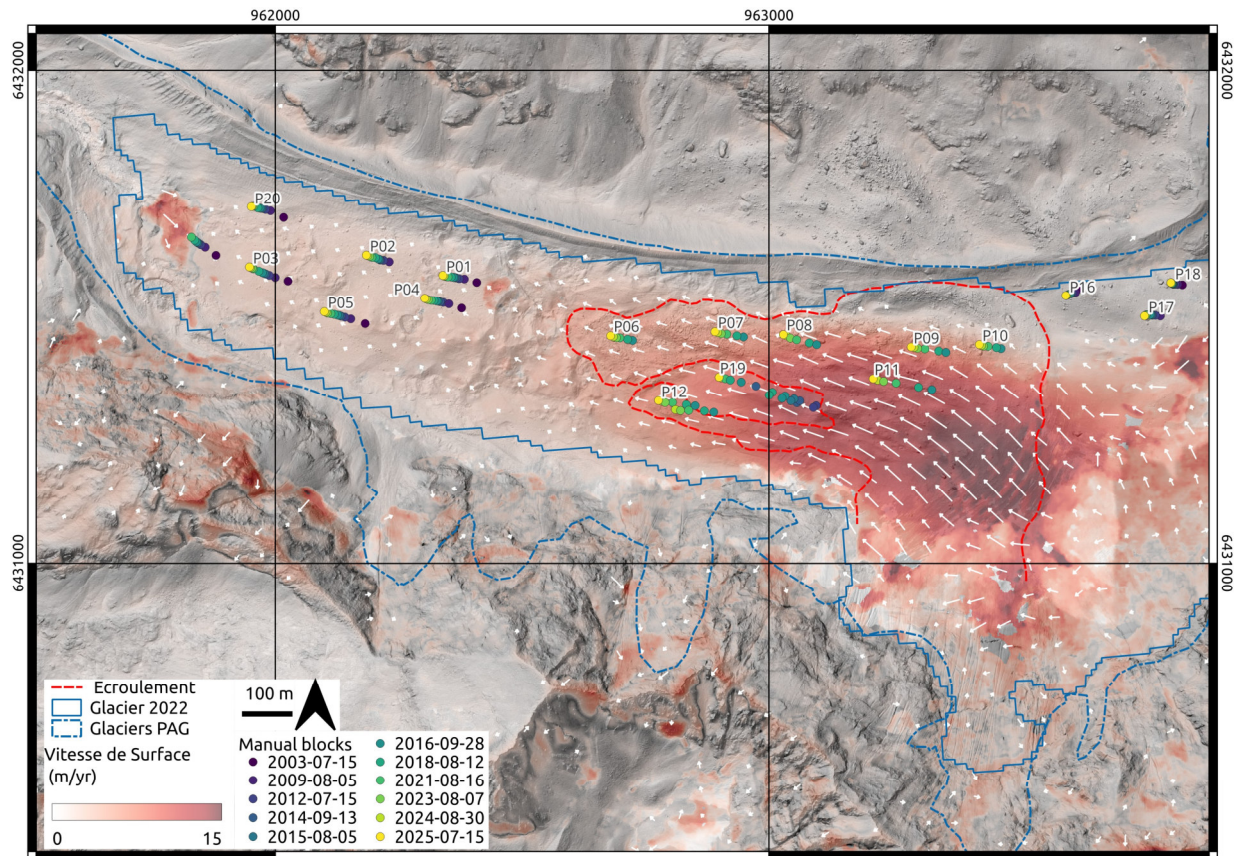 962000
963000
6432000
6432000
P20
P02
P03
P01
P04
P05
P16
P18
P17
P06
P07
P08
P09
P10
P19
P11
P12
6431000
6431000
Ecroulement
Glacier 2022
Glaciers PAG
Vitesse de Surface
(m/yr)
0
15
100 m
Manual blocks
2003-07-15
2009-08-05
2012-07-15
2014-09-13
2015-08-05
2016-09-28
2018-08-12
2021-08-16
2023-08-07
2024-08-30
2025-07-15